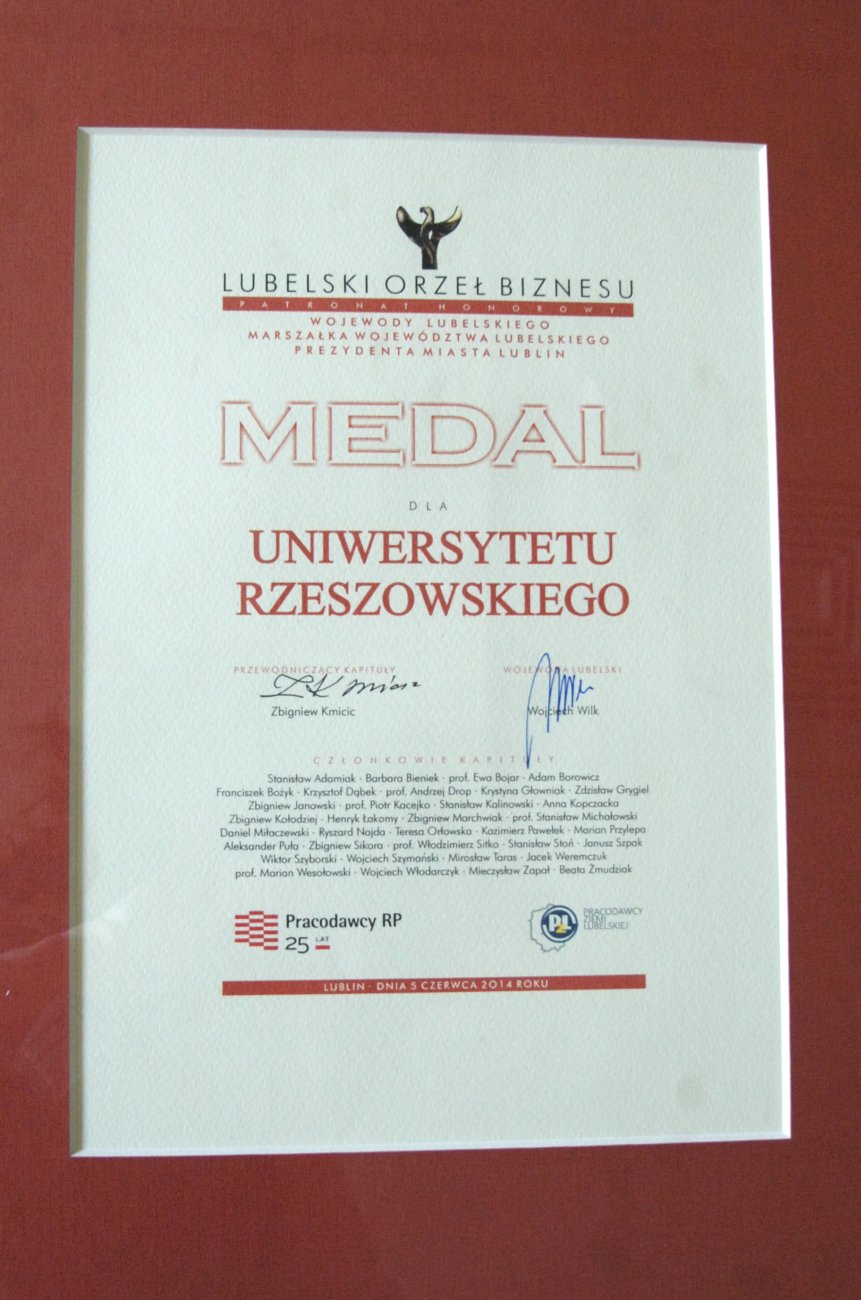 LUBELSKI ORZEŁ BIZNESU
PATRONAT HONOROWY
WOJEWODY LUBELSKIEGO
MARSZAŁKA WOJEWÓDZTWA LUBELSKIEGO
PREZYDENTA MIASTA LUBLIN
MEDAL
DLA
UNIWERSYTETU
RZESZOWSKIEGO
PRZEWODNICZĄCY KAPITUŁY
Zbigniew Kmicic
WOJEWODA LUBELSKI
Wojciech Wilk
CZŁONKOWIE KAPITUŁY
Stanisław Adamiak · Barbara Bieniek · prof. Ewa Bojar · Adam Borowicz
Franciszek Bożyk · Krzysztof Dąbek · prof. Andrzej Drop · Krystyna Głowniak · Zdzisław Grygiel
Zbigniew Janowski · prof. Piotr Kacejko · Stanisław Kalinowski · Anna Kopczacka
Zbigniew Kołodziej · Henryk Łakomy · Zbigniew Marchwiak · prof. Stanisław Michałowski
Daniel Miłaczewski · Ryszard Najda · Teresa Orłowska · Kazimierz Pawełek · Marian Przylepa
Aleksander Puła · Zbigniew Sikora · prof. Włodzimierz Sitko · Stanisław Stoń · Janusz Szpak
Wiktor Szyborski · Wojciech Szymański · Mirosław Taras · Jacek Weremczuk
prof. Marian Wesołowski · Wojciech Włodarczyk · Mieczysław Zapał · Beata Żmudziak
Pracodawcy RP
25 LAT
PZL
PRACODAWCY
ZIEMI
LUBELSKIEJ
LUBLIN · DNIA 5 CZERWCA 2014 ROKU